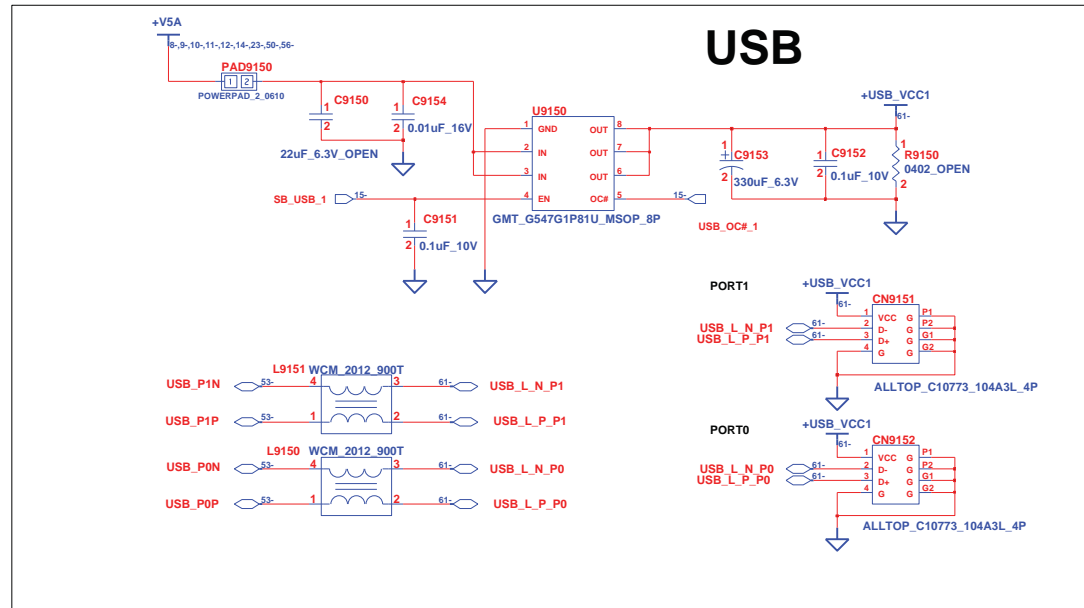 USB
+V5A
8-,9-,10-,11-,12-,14-,23-,50-,56-
PAD9150
1 2
POWERPAD_2_0610
C9150
1
2
22uF_6.3V_OPEN
C9154
1
2
0.01uF_16V
U9150
1 GND OUT 8
2 IN OUT 7
3 IN OUT 6
4 EN OC# 5
GMT_G547G1P81U_MSOP_8P
SB_USB_1 15-
C9151
1
2
0.1uF_10V
15-
USB_OC#_1
+USB_VCC1
61-
C9153
1
+
2
330uF_6.3V
C9152
1
2
0.1uF_10V
R9150
1
0402_OPEN
2
PORT1
+USB_VCC1
61-
CN9151
1 VCC G P1
USB_L_N_P1 61- 2 D- G P2
USB_L_P_P1 61- 3 D+ G G1
4 G G G2
ALLTOP_C10773_104A3L_4P
L9151 WCM_2012_900T
USB_P1N 53- 4 3 61- USB_L_N_P1
USB_P1P 53- 1 2 61- USB_L_P_P1
L9150 WCM_2012_900T
USB_P0N 53- 4 3 61- USB_L_N_P0
USB_P0P 53- 1 2 61- USB_L_P_P0
PORT0
+USB_VCC1
61-
CN9152
1 VCC G P1
USB_L_N_P0 61- 2 D- G P2
USB_L_P_P0 61- 3 D+ G G1
4 G G G2
ALLTOP_C10773_104A3L_4P